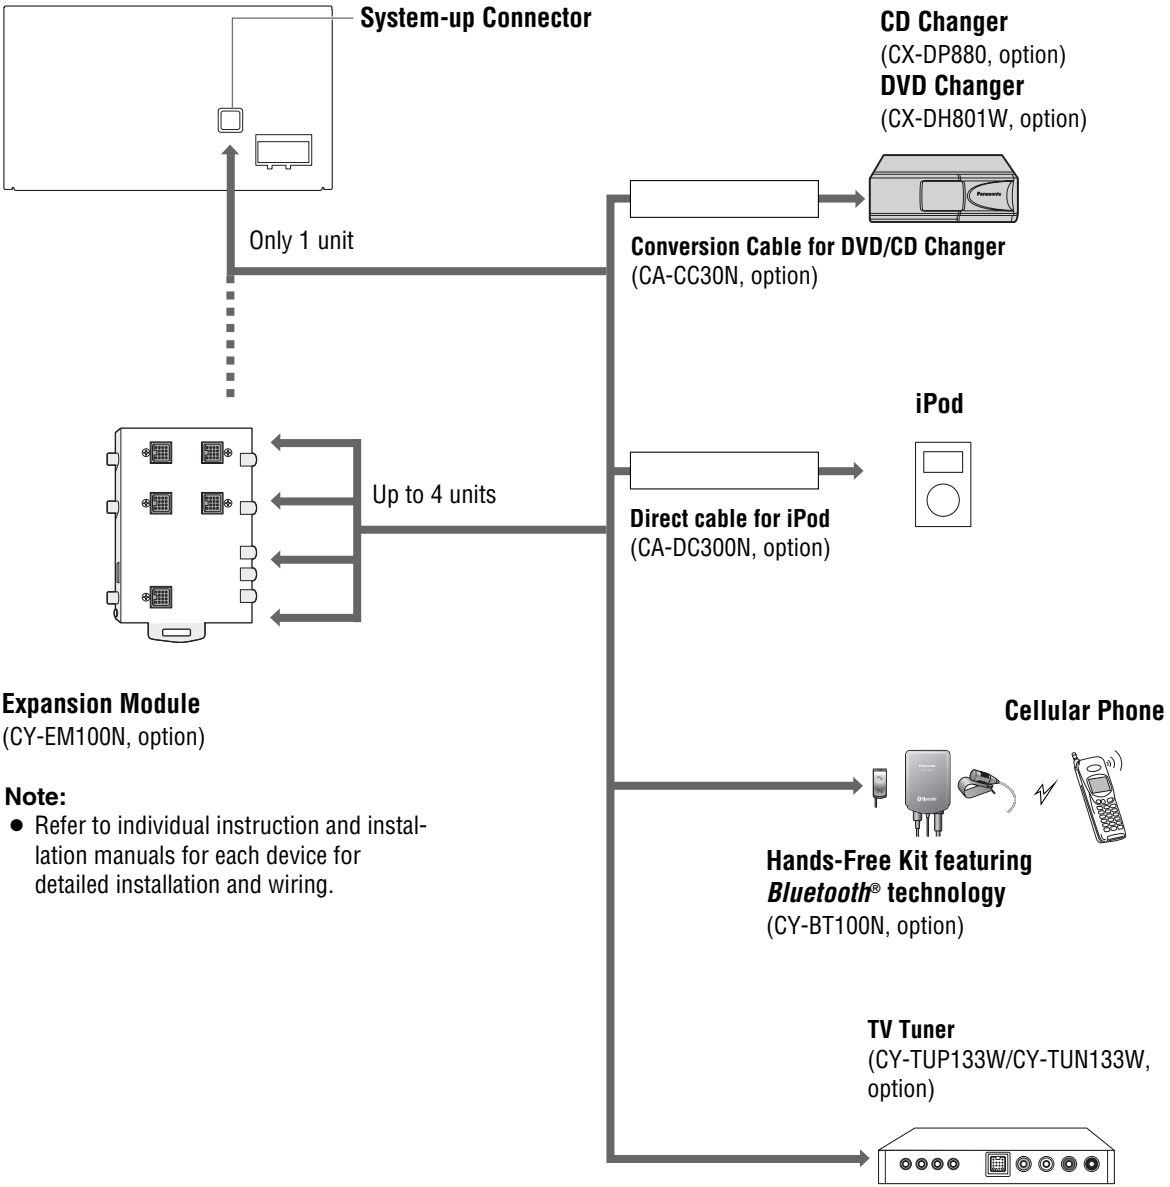 System-up Connector
CD Changer
(CX-DP880, option)
DVD Changer
(CX-DH801W, option)
Panasonic
Only 1 unit
Conversion Cable for DVD/CD Changer
(CA-CC30N, option)
iPod
Up to 4 units
Direct cable for iPod
(CA-DC300N, option)
Expansion Module
(CY-EM100N, option)
Note:
● Refer to individual instruction and instal-
lation manuals for each device for
detailed installation and wiring.
Cellular Phone
Panasonic
Bluetooth
Hands-Free Kit featuring
Bluetooth® technology
(CY-BT100N, option)
TV Tuner
(CY-TUP133W/CY-TUN133W,
option)